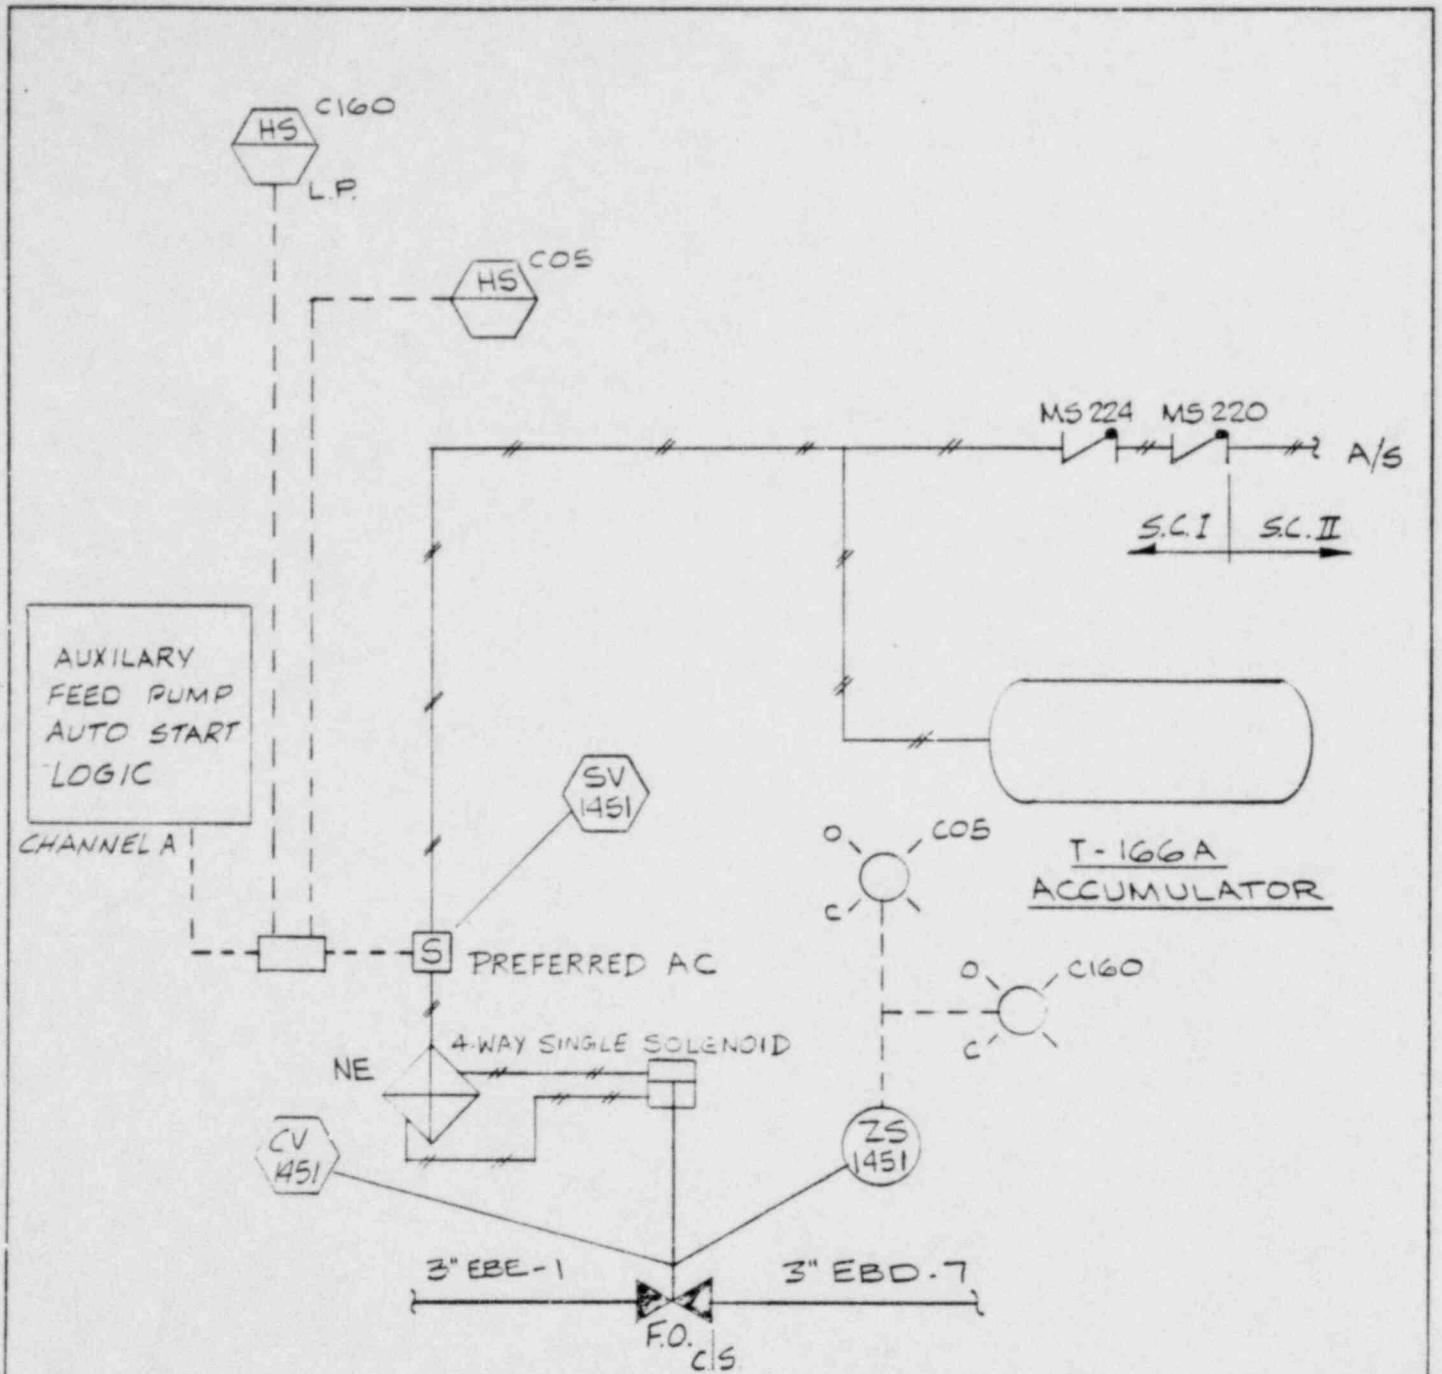 C160
HS
L.P.
HS
C05
MS 224 MS 220
A/S
S.C. I S.C. II
AUXILARY
FEED PUMP
AUTO START
LOGIC
CHANNEL A
SV
1451
O C05
C
T-166A
ACCUMULATOR
S PREFERRED AC
O C160
C
4-WAY SINGLE SOLENOID
NE
CV
1451
ZS
1451
3" EBE-1
3" EBD-7
F.O.
C|S